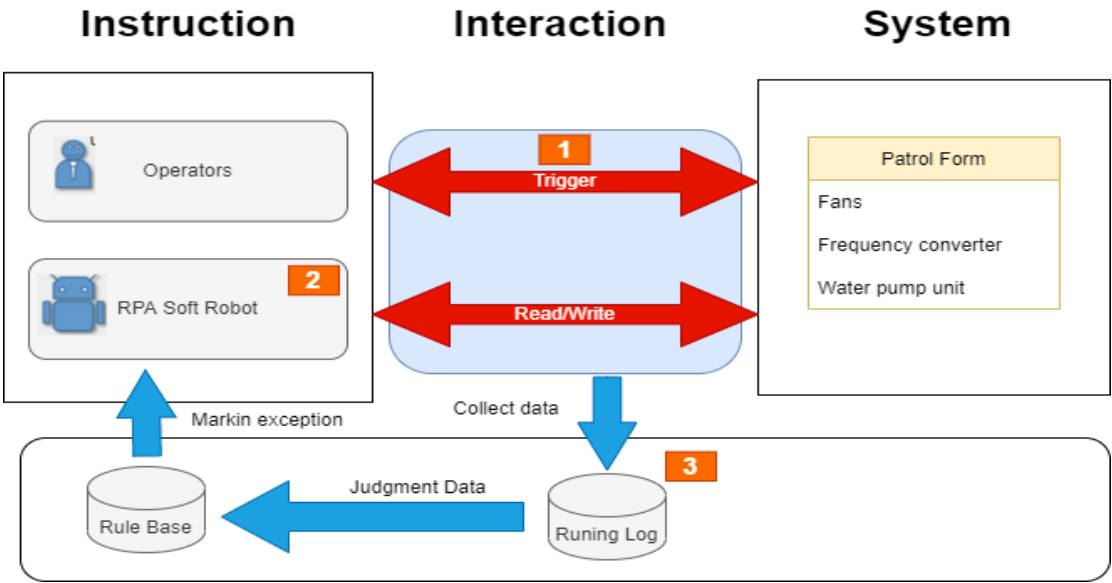 Instruction
Interaction
System
Operators
RPA Soft Robot
2
1
Trigger
Read/Write
Patrol Form
Fans
Frequency converter
Water pump unit
Markin exception
Collect data
3
Judgment Data
Rule Base
Runing Log